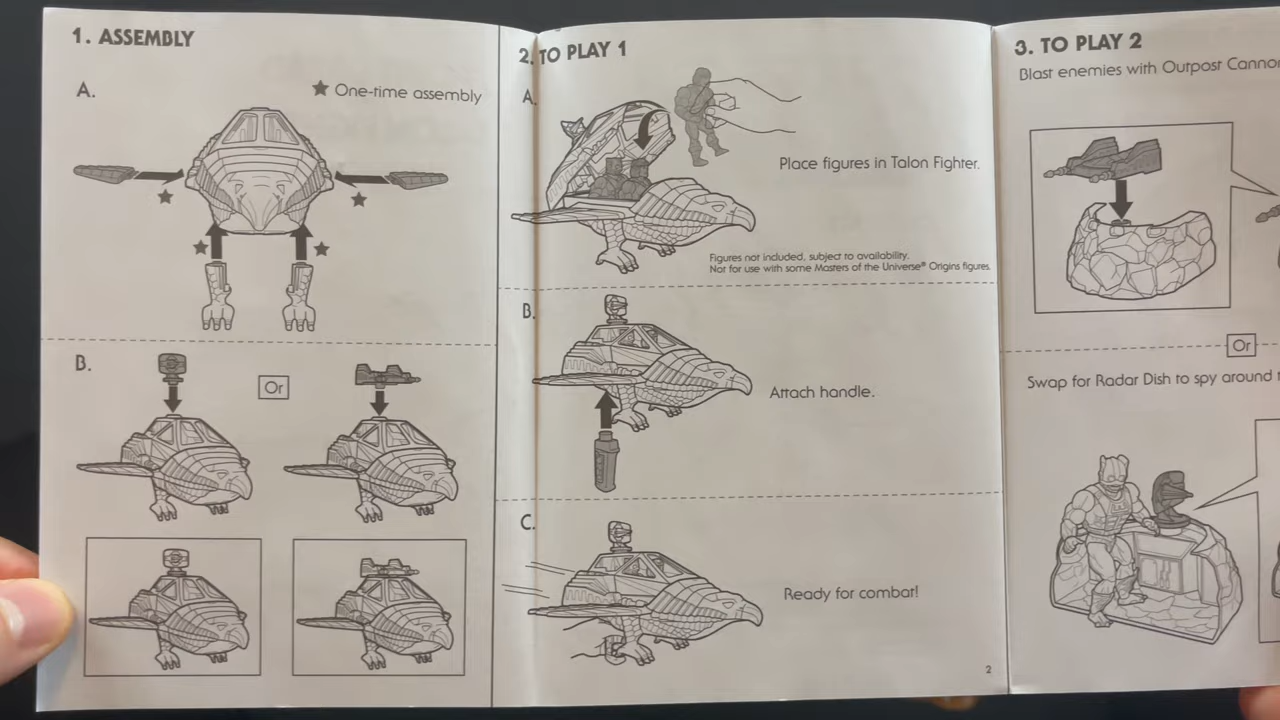 1. ASSEMBLY
A.
★ One-time assembly
B.
Or
2. TO PLAY 1
A.
Place figures in Talon Fighter.
Figures not included, subject to availability.
Not for use with some Masters of the Universe® Origins figures.
B.
Attach handle.
C.
Ready for combat!
2
3. TO PLAY 2
Blast enemies with Outpost
Or
Swap for Radar Dish to spy around